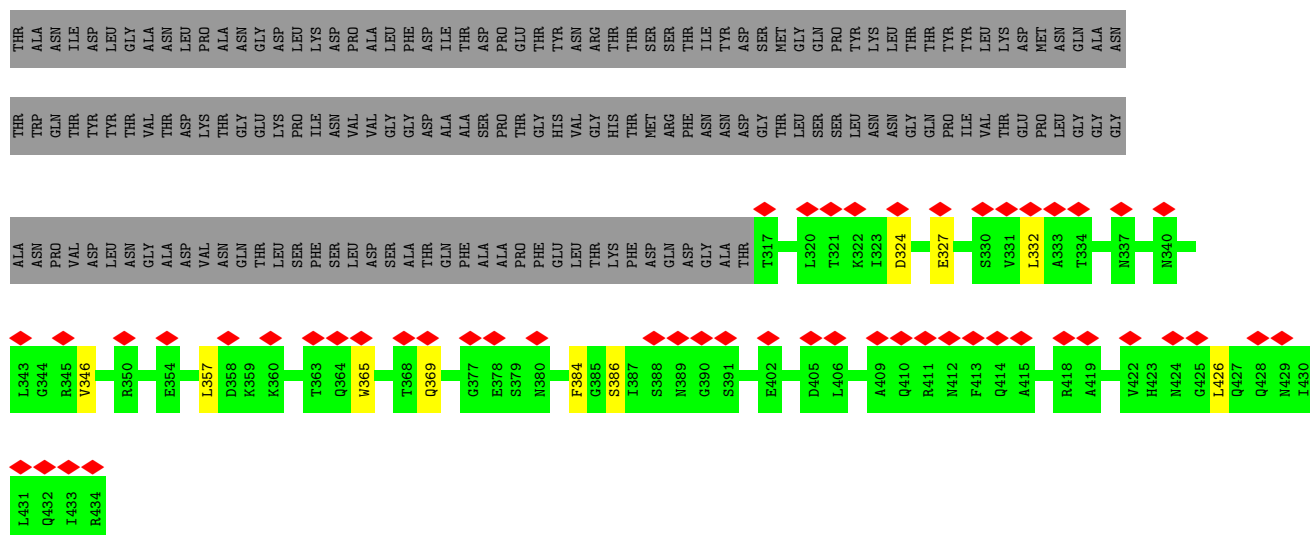 THR ALA ASN ILE ASP LEU GLY ALA ASN LEU PRO ALA ASN GLY ASP LEU LYS ASP PRO ALA LEU PHE ASP ILE THR ASP PRO GLU THR TYR ASN ARG THR THR SER SER THR ILE TYR ASP SER MET GLY GLN PRO TYR LYS LEU THR THR TYR TYR LEU LYS ASP MET ASN GLN ALA ASN
THR TRP GLN THR TYR TYR THR VAL THR ASP LYS THR GLY GLU LYS PRO ILE ASN VAL VAL GLY GLY ASP ALA ALA SER PRO THR GLY HIS VAL GLY HIS THR MET ARG PHE ASN ASN ASP GLY THR LEU SER SER LEU ASN ASN GLY GLN PRO ILE VAL THR GLU PRO LEU GLY GLY GLY
ALA ASN PRO VAL ASP LEU ASN GLY ALA ASP VAL ASN GLN THR LEU SER PHE SER LEU ASP SER ALA THR GLN PHE ALA ALA PRO PHE GLU LEU THR LYS PHE ASP GLN ASP GLY ALA THR T317 L320 T321 K322 I323 D324 E327 S330 V331 L332 A333 T334 N337 N340
L343 G344 R345 V346 R350 E354 L357 D358 K359 K360 T363 Q364 W365 T368 Q369 G377 E378 S379 N380 F384 G385 S386 I387 S388 N389 G390 S391 E402 D405 L406 A409 Q410 R411 N412 F413 Q414 A415 R418 A419 V422 H423 N424 G425 L426 Q427 Q428 N429 I430
L431 Q432 I433 R434